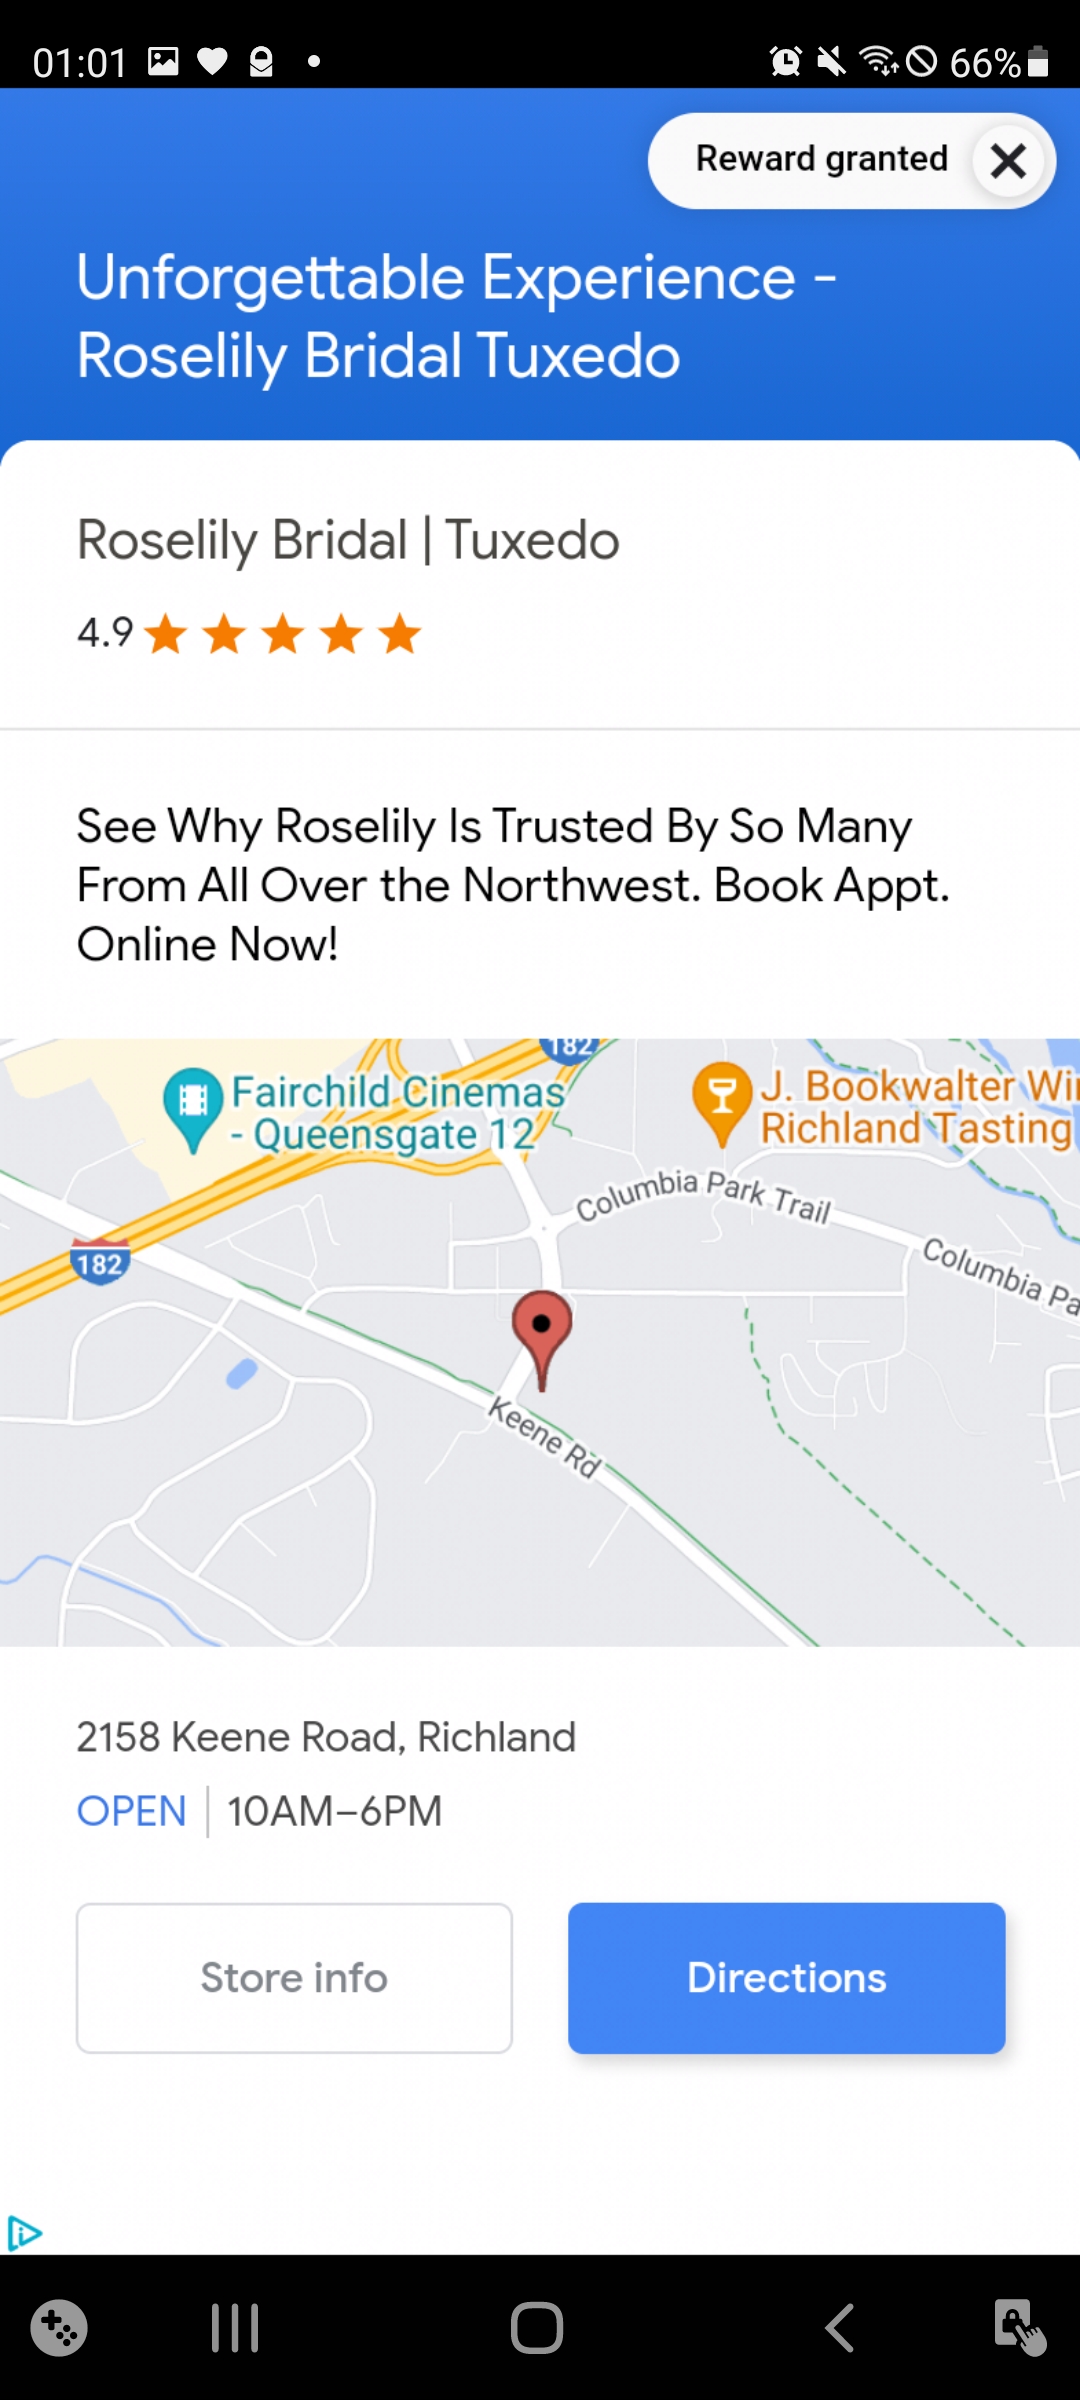 01:01
66%
Reward granted
Unforgettable Experience -
Roselily Bridal Tuxedo
Roselily Bridal | Tuxedo
4.9
See Why Roselily Is Trusted By So Many
From All Over the Northwest. Book Appt.
Online Now!
182
Fairchild Cinemas
- Queensgate 12
J. Bookwalter Wi
Richland Tasting
Columbia Park Trail
182
Columbia Pa
Keene Rd
2158 Keene Road, Richland
OPEN | 10AM–6PM
Store info
Directions